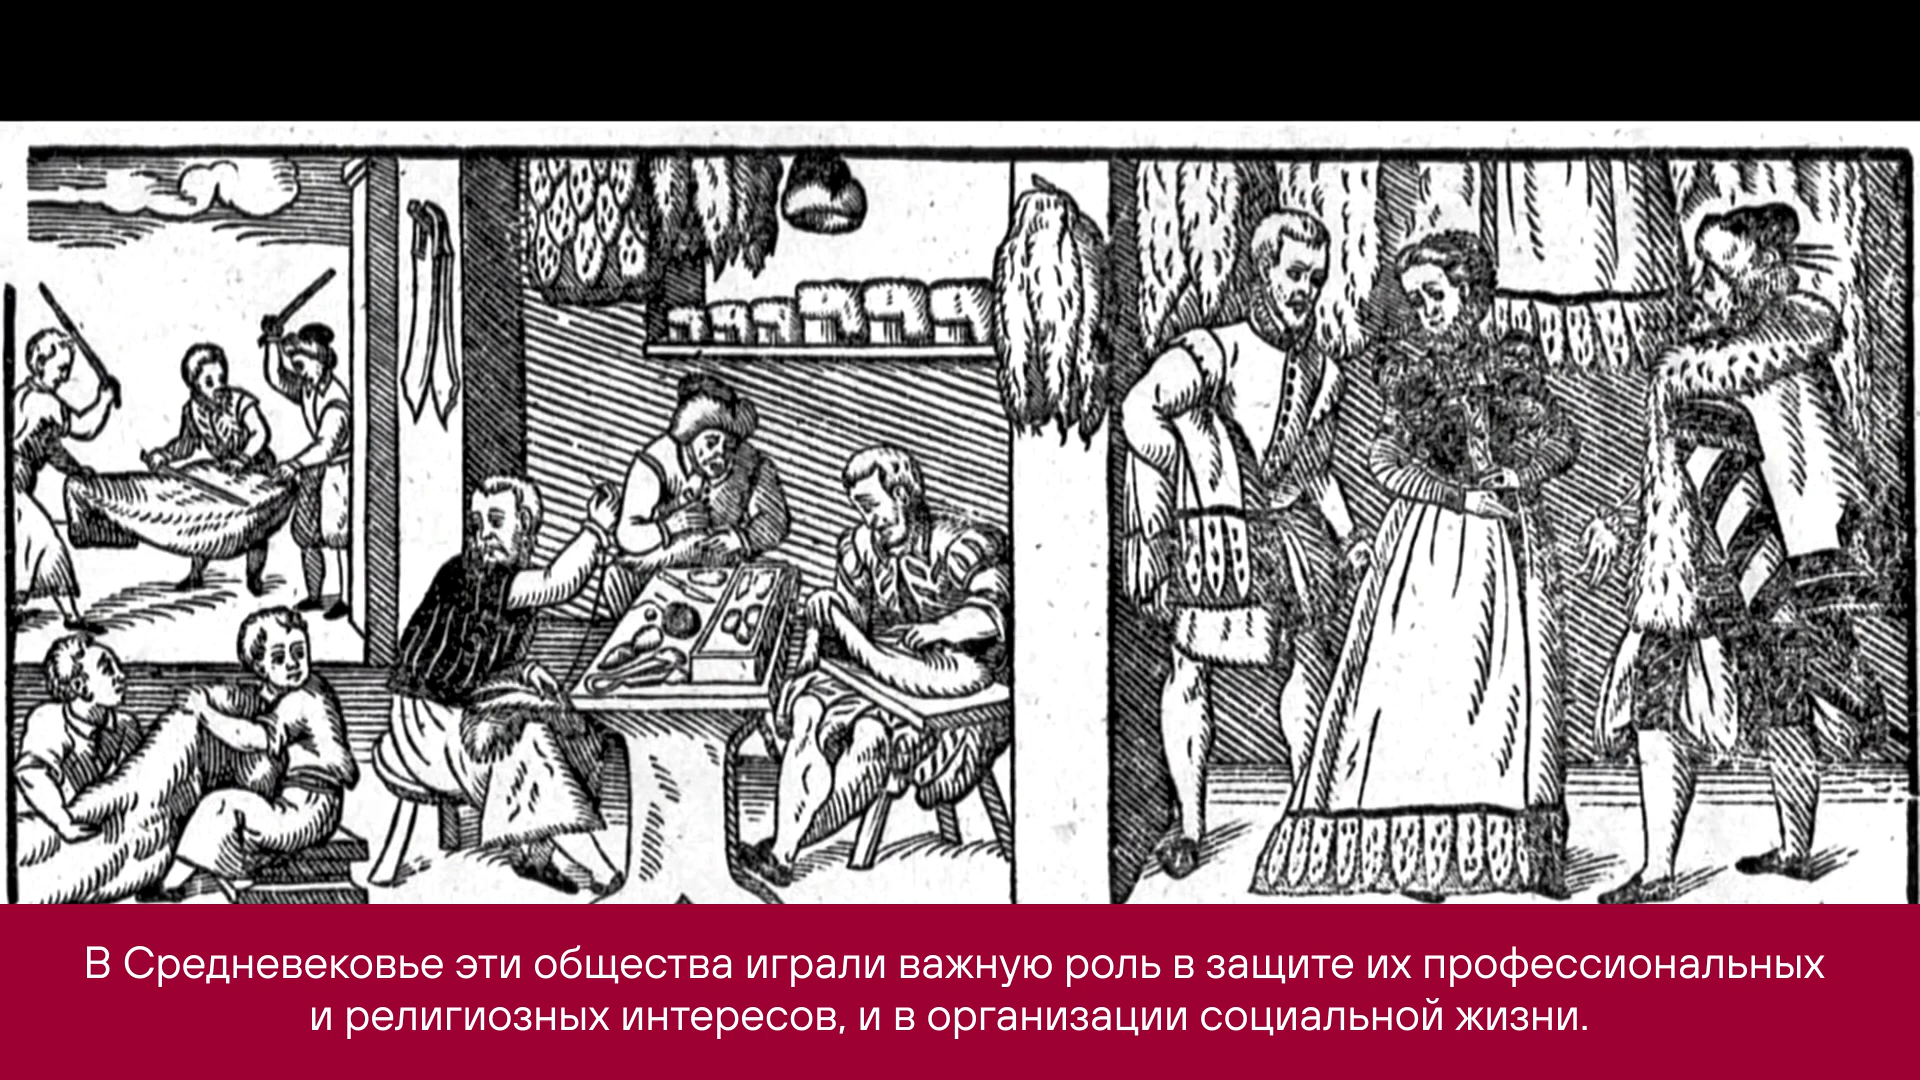 В Средневековье эти общества играли важную роль в защите их профессиональных
и религиозных интересов, и в организации социальной жизни.